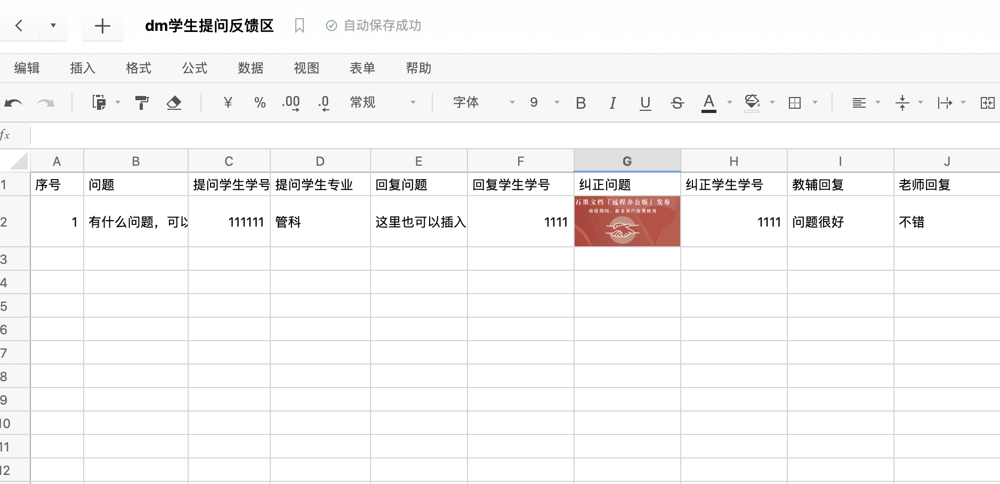 dm学生提问反馈区 自动保存成功
编辑 插入 格式 公式 数据 视图 表单 帮助
¥ % .00 .0 常规 字体 9 B I U S A
fx
A B C D E F G H I J
1 序号 问题 提问学生学号 提问学生专业 回复问题 回复学生学号 纠正问题 纠正学生学号 教辅回复 老师回复
石墨文档「远程办公版」发布
疫情期间,新老用户免费使用
2 1 有什么问题，可以 111111 管科 这里也可以插入 1111 1111 问题很好 不错
3
4
5
6
7
8
9
10
11
12